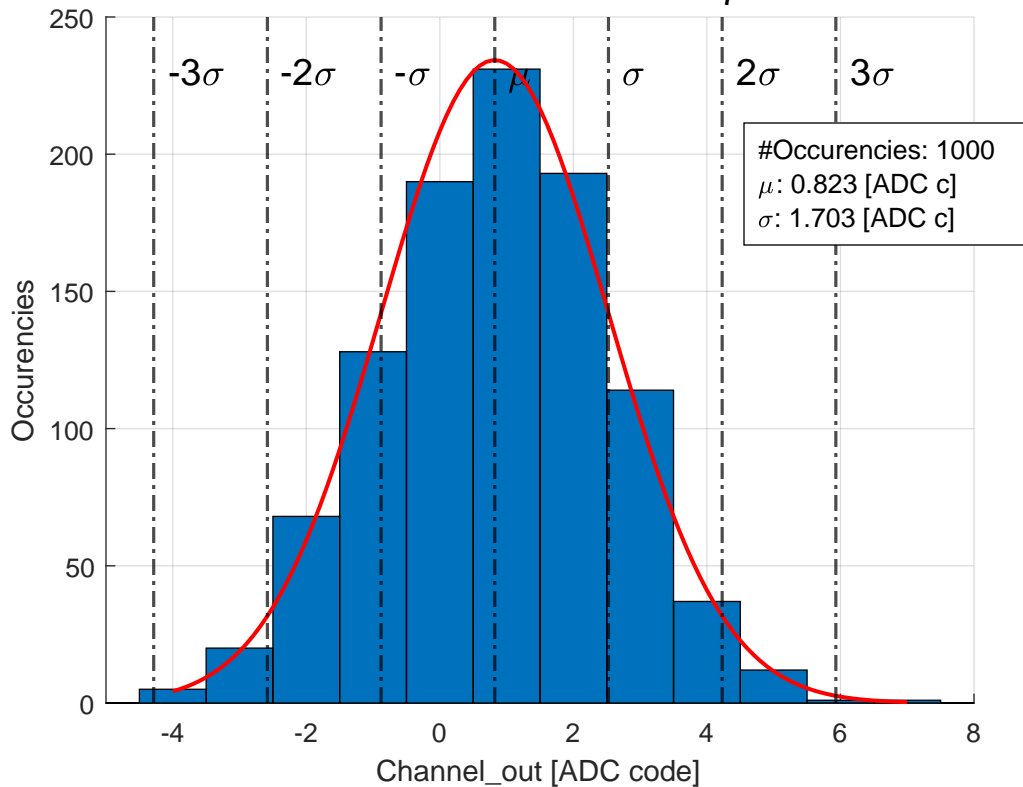 250
200
150
100
50
0
-3σ -2σ -σ μ σ 2σ 3σ
#Occurencies: 1000
μ: 0.823 [ADC c]
σ: 1.703 [ADC c]
Occurencies
-4 -2 0 2 4 6 8
Channel_out [ADC code]